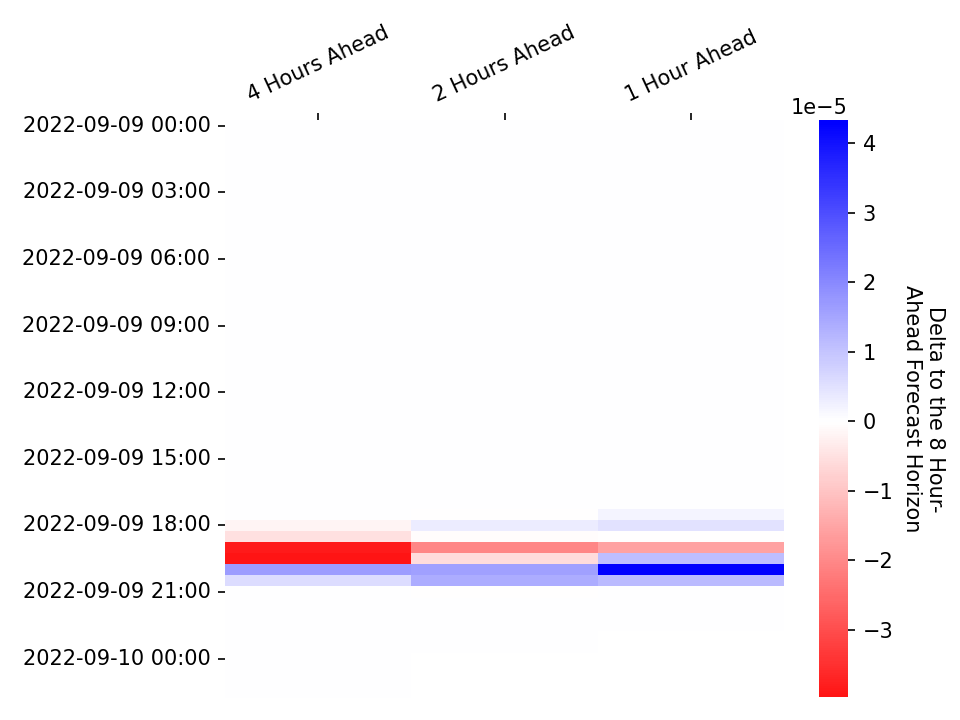 4 Hours Ahead
2 Hours Ahead
1 Hour Ahead
1e−5
2022-09-09 00:00
2022-09-09 03:00
2022-09-09 06:00
2022-09-09 09:00
2022-09-09 12:00
2022-09-09 15:00
2022-09-09 18:00
2022-09-09 21:00
2022-09-10 00:00
4
3
2
1
0
−1
−2
−3
Delta to the 8 Hour-
Ahead Forecast Horizon